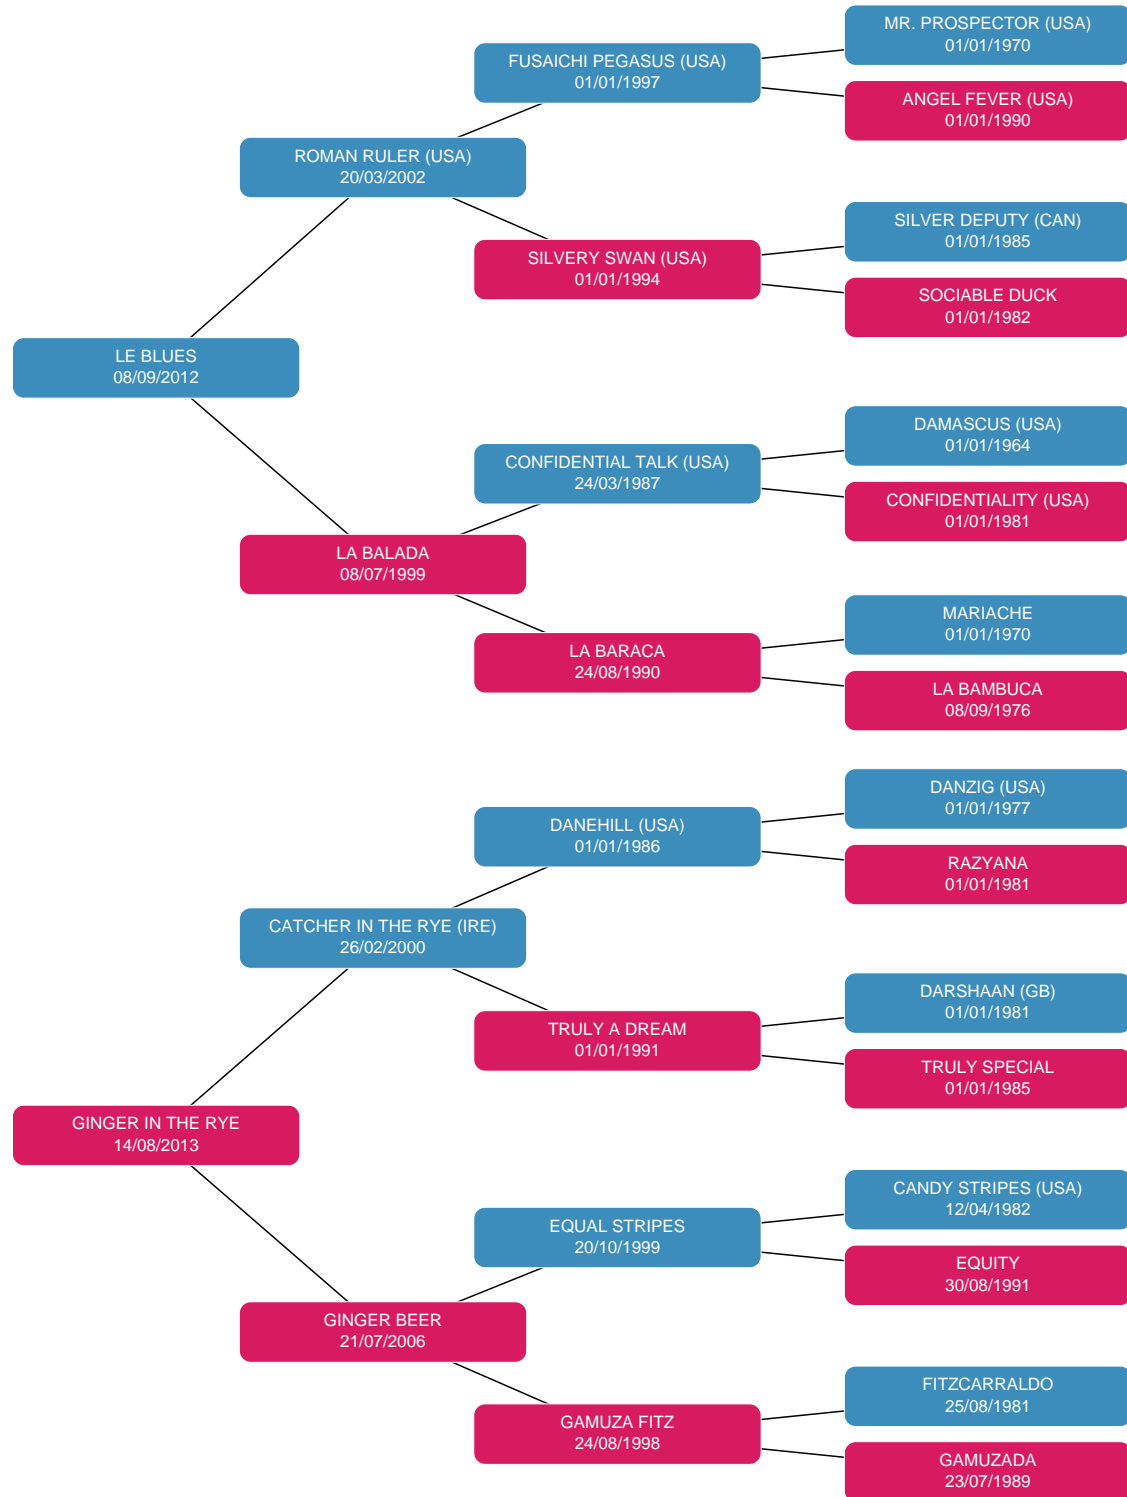 MR. PROSPECTOR (USA)
01/01/1970
FUSAICHI PEGASUS (USA)
01/01/1997
ANGEL FEVER (USA)
01/01/1990
ROMAN RULER (USA)
20/03/2002
SILVER DEPUTY (CAN)
01/01/1985
SILVERY SWAN (USA)
01/01/1994
SOCIABLE DUCK
01/01/1982
LE BLUES
08/09/2012
DAMASCUS (USA)
01/01/1964
CONFIDENTIAL TALK (USA)
24/03/1987
CONFIDENTIALITY (USA)
01/01/1981
LA BALADA
08/07/1999
MARIACHE
01/01/1970
LA BARACA
24/08/1990
LA BAMBUCA
08/09/1976
DANZIG (USA)
01/01/1977
DANEHILL (USA)
01/01/1986
RAZYANA
01/01/1981
CATCHER IN THE RYE (IRE)
26/02/2000
DARSHAAN (GB)
01/01/1981
TRULY A DREAM
01/01/1991
TRULY SPECIAL
01/01/1985
GINGER IN THE RYE
14/08/2013
CANDY STRIPES (USA)
12/04/1982
EQUAL STRIPES
20/10/1999
EQUITY
30/08/1991
GINGER BEER
21/07/2006
FITZCARRALDO
25/08/1981
GAMUZA FITZ
24/08/1998
GAMUZADA
23/07/1989